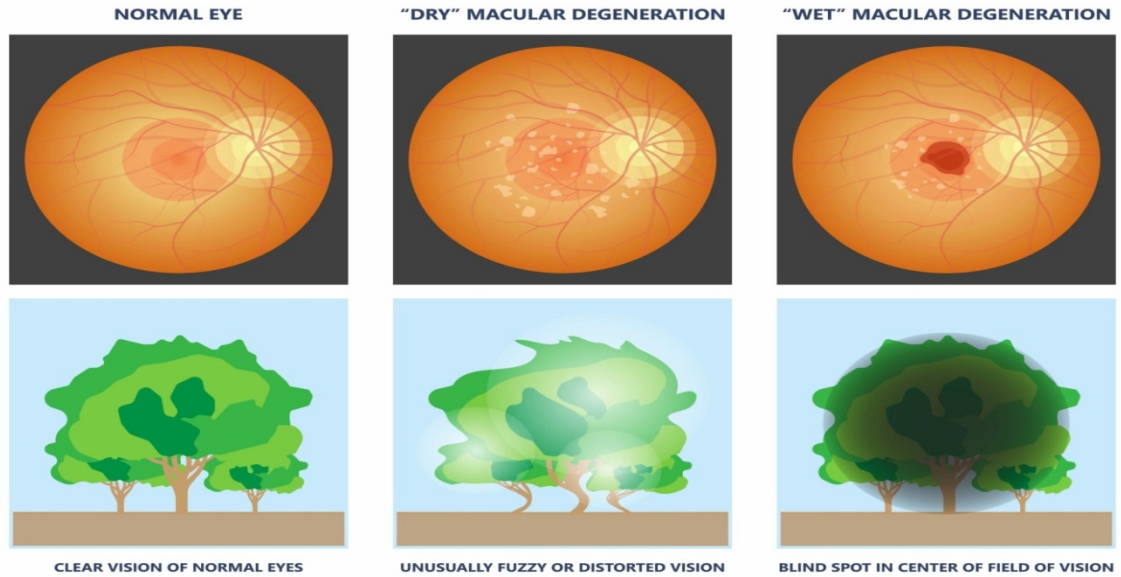 NORMAL EYE
“DRY” MACULAR DEGENERATION
“WET” MACULAR DEGENERATION
CLEAR VISION OF NORMAL EYES
UNUSUALLY FUZZY OR DISTORTED VISION
BLIND SPOT IN CENTER OF FIELD OF VISION